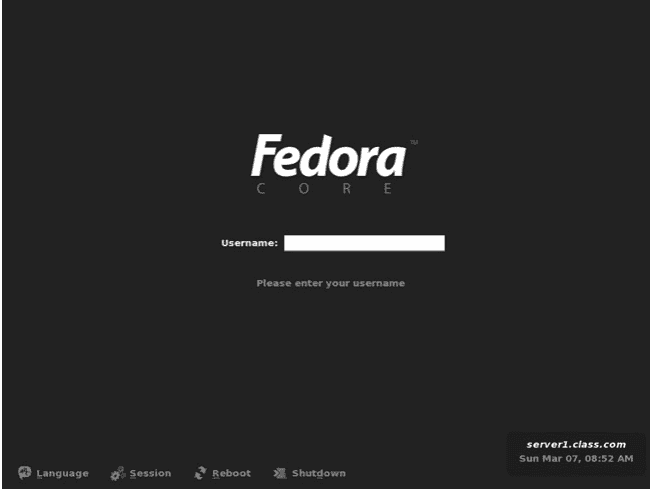 Fedora™
CORE
Username:
Please enter your username
Language Session Reboot Shutdown
server1.class.com
Sun Mar 07, 08:52 AM